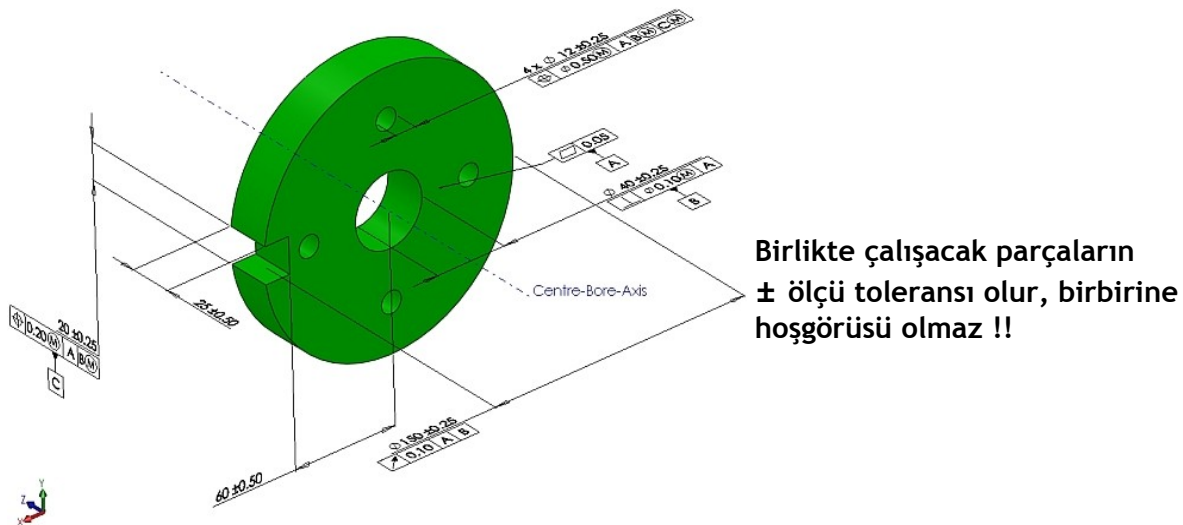 4 x ⌀ 12 ±0.25
⌖ ⌀0.50Ⓜ A BⓂ CⓂ
⏥ 0.05
A
⌀ 40 ±0.25
⟂ ⌀0.10Ⓜ A
B
Birlikte çalışacak parçaların
± ölçü toleransı olur, birbirine
hoşgörüsü olmaz !!
Centre-Bore-Axis
25 ±0.50
20 ±0.25
⌖ 0.20Ⓜ A BⓂ
C
⌀150 ±0.25
↗ 0.10 A B
60 ±0.50
Y
Z
X